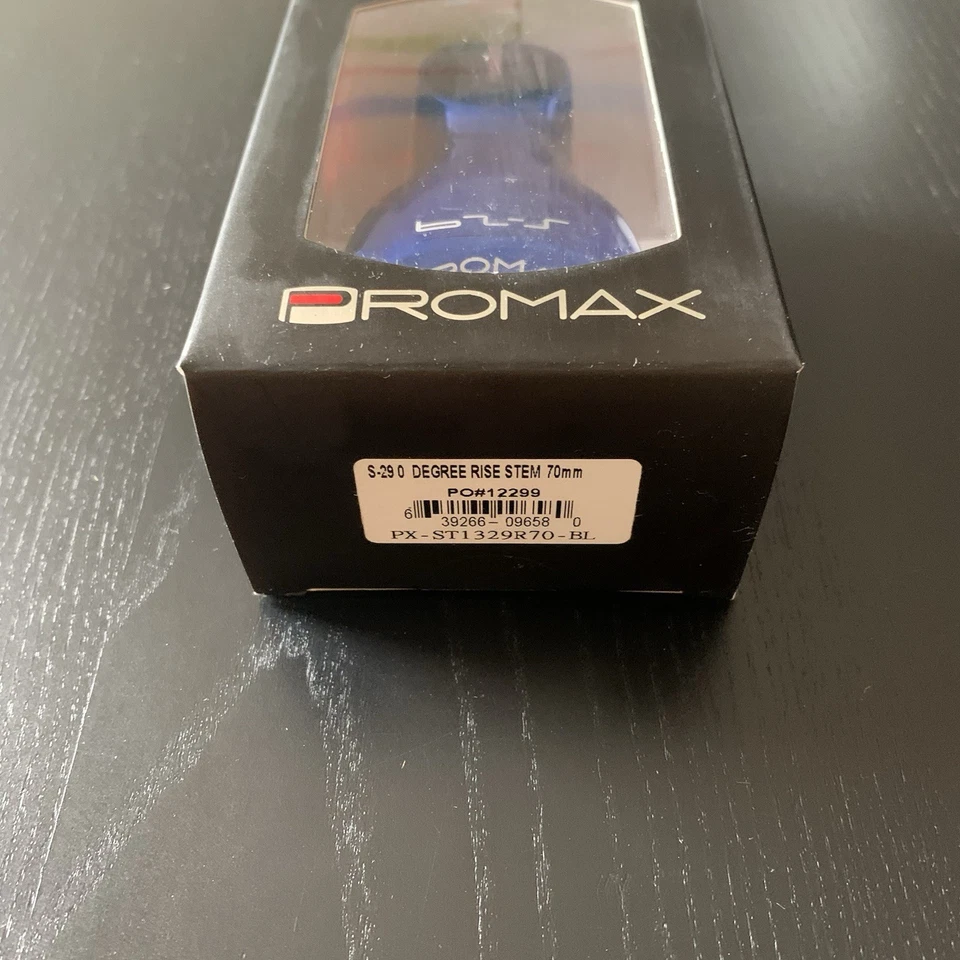 PROMAX
S-29 0 DEGREE RISE STEM 70mm
PO#12299
6 39266-09658 0
PX-ST1329R70-BL